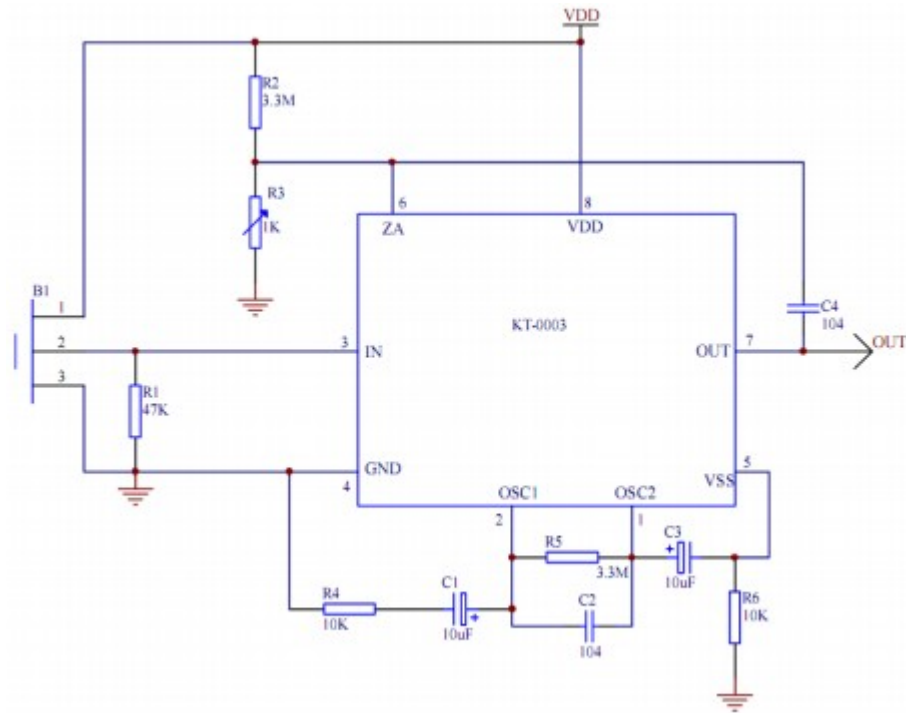 VDD
R2
3.3M
R3
1K
6
8
ZA
VDD
B1
1
C4
104
KT-0003
2
3
IN
OUT
7
OUT
3
R1
47K
GND
4
5
VSS
OSC1
OSC2
2
1
C3
R5
3.3M
10uF
R4
10K
C1
10uF
C2
104
R6
10K